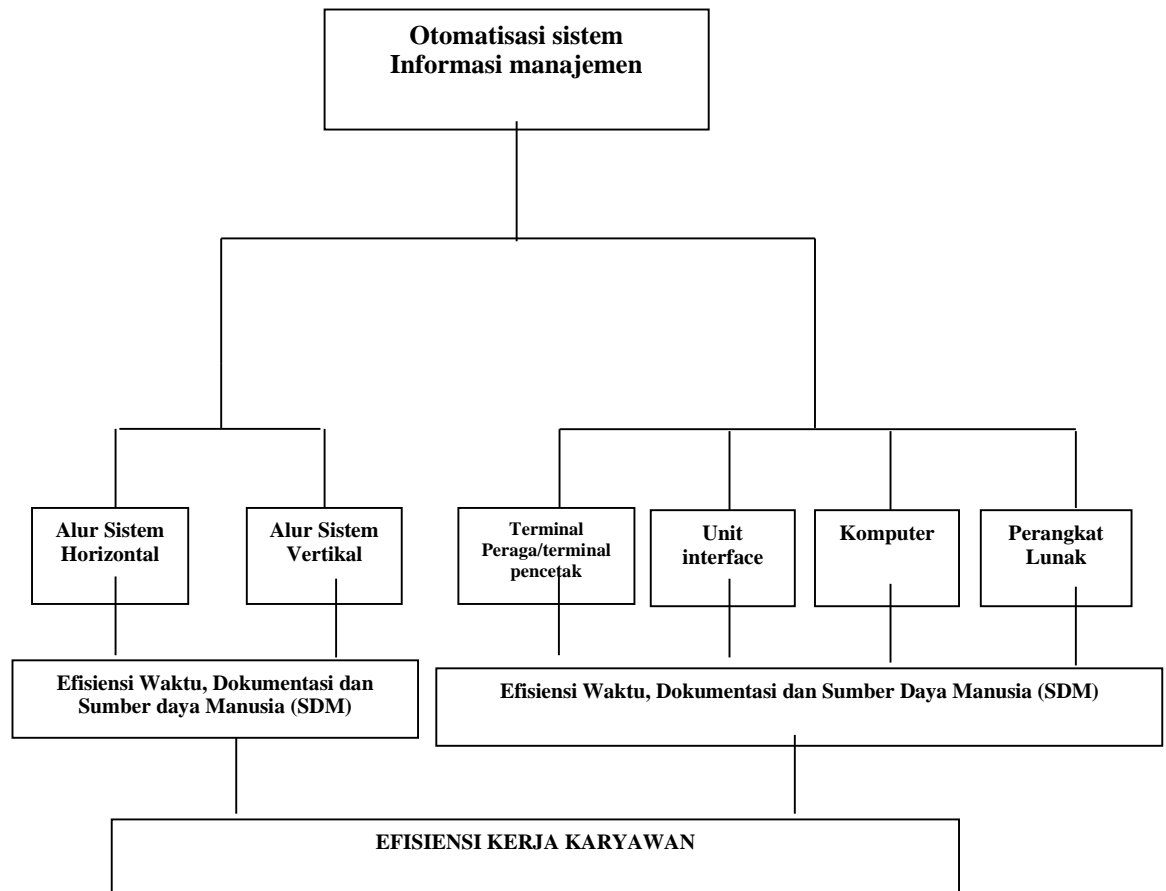 Otomatisasi sistem
Informasi manajemen
Alur Sistem
Horizontal
Alur Sistem
Vertikal
Terminal
Peraga/terminal
pencetak
Unit
interface
Komputer
Perangkat
Lunak
Efisiensi Waktu, Dokumentasi dan
Sumber daya Manusia (SDM)
Efisiensi Waktu, Dokumentasi dan Sumber Daya Manusia (SDM)
EFISIENSI KERJA KARYAWAN